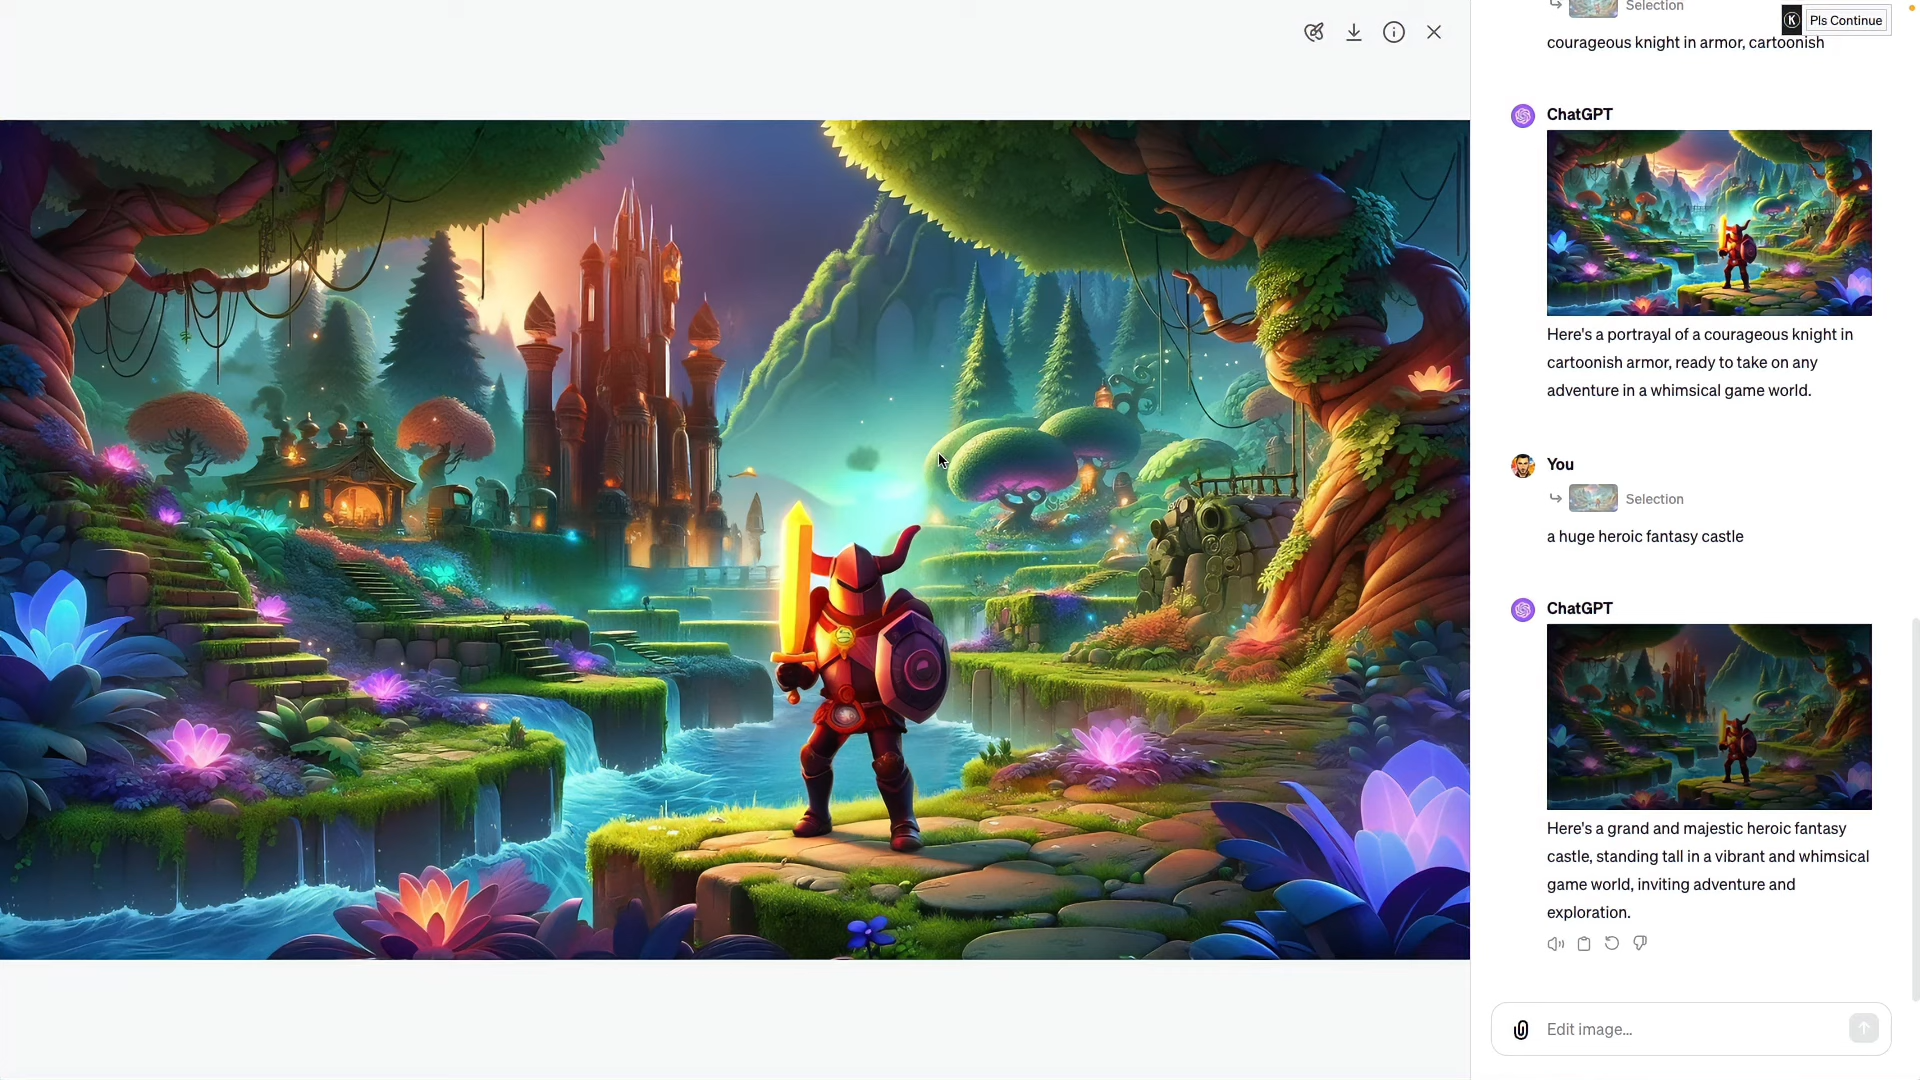 Selection
Pls Continue
courageous knight in armor, cartoonish
ChatGPT
Here's a portrayal of a courageous knight in
cartoonish armor, ready to take on any
adventure in a whimsical game world.
You
Selection
a huge heroic fantasy castle
ChatGPT
Here's a grand and majestic heroic fantasy
castle, standing tall in a vibrant and whimsical
game world, inviting adventure and
exploration.
Edit image...